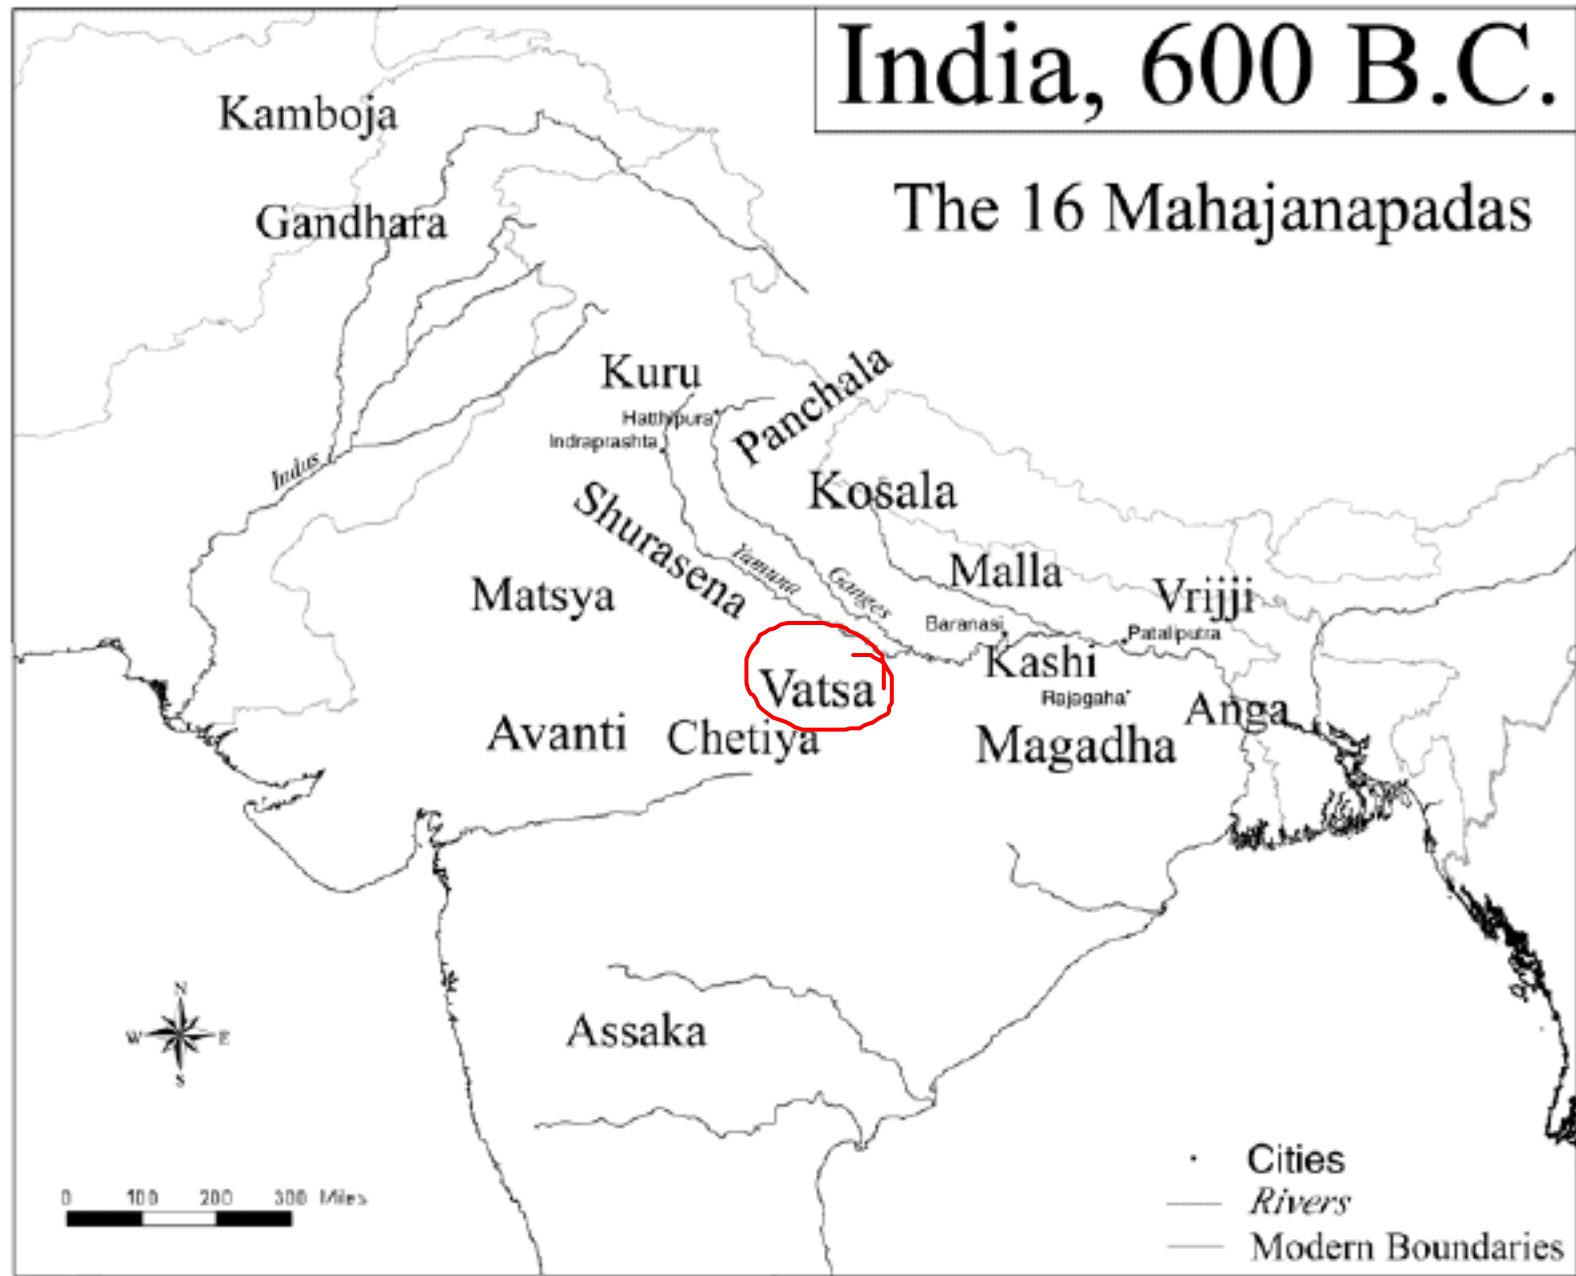 India, 600 B.C.
The 16 Mahajanapadas
Kamboja
Gandhara
Kuru
Panchala
Hatthipura
Indraprashta
Indus
Kosala
Shurasena
Yamuna
Ganges
Malla
Vrijji
Matsya
Baranasi
Pataliputra
Kashi
Vatsa
Rajagaha
Anga
Avanti
Chetiya
Magadha
Assaka
N
W E
S
0 100 200 300 Miles
Cities
Rivers
Modern Boundaries